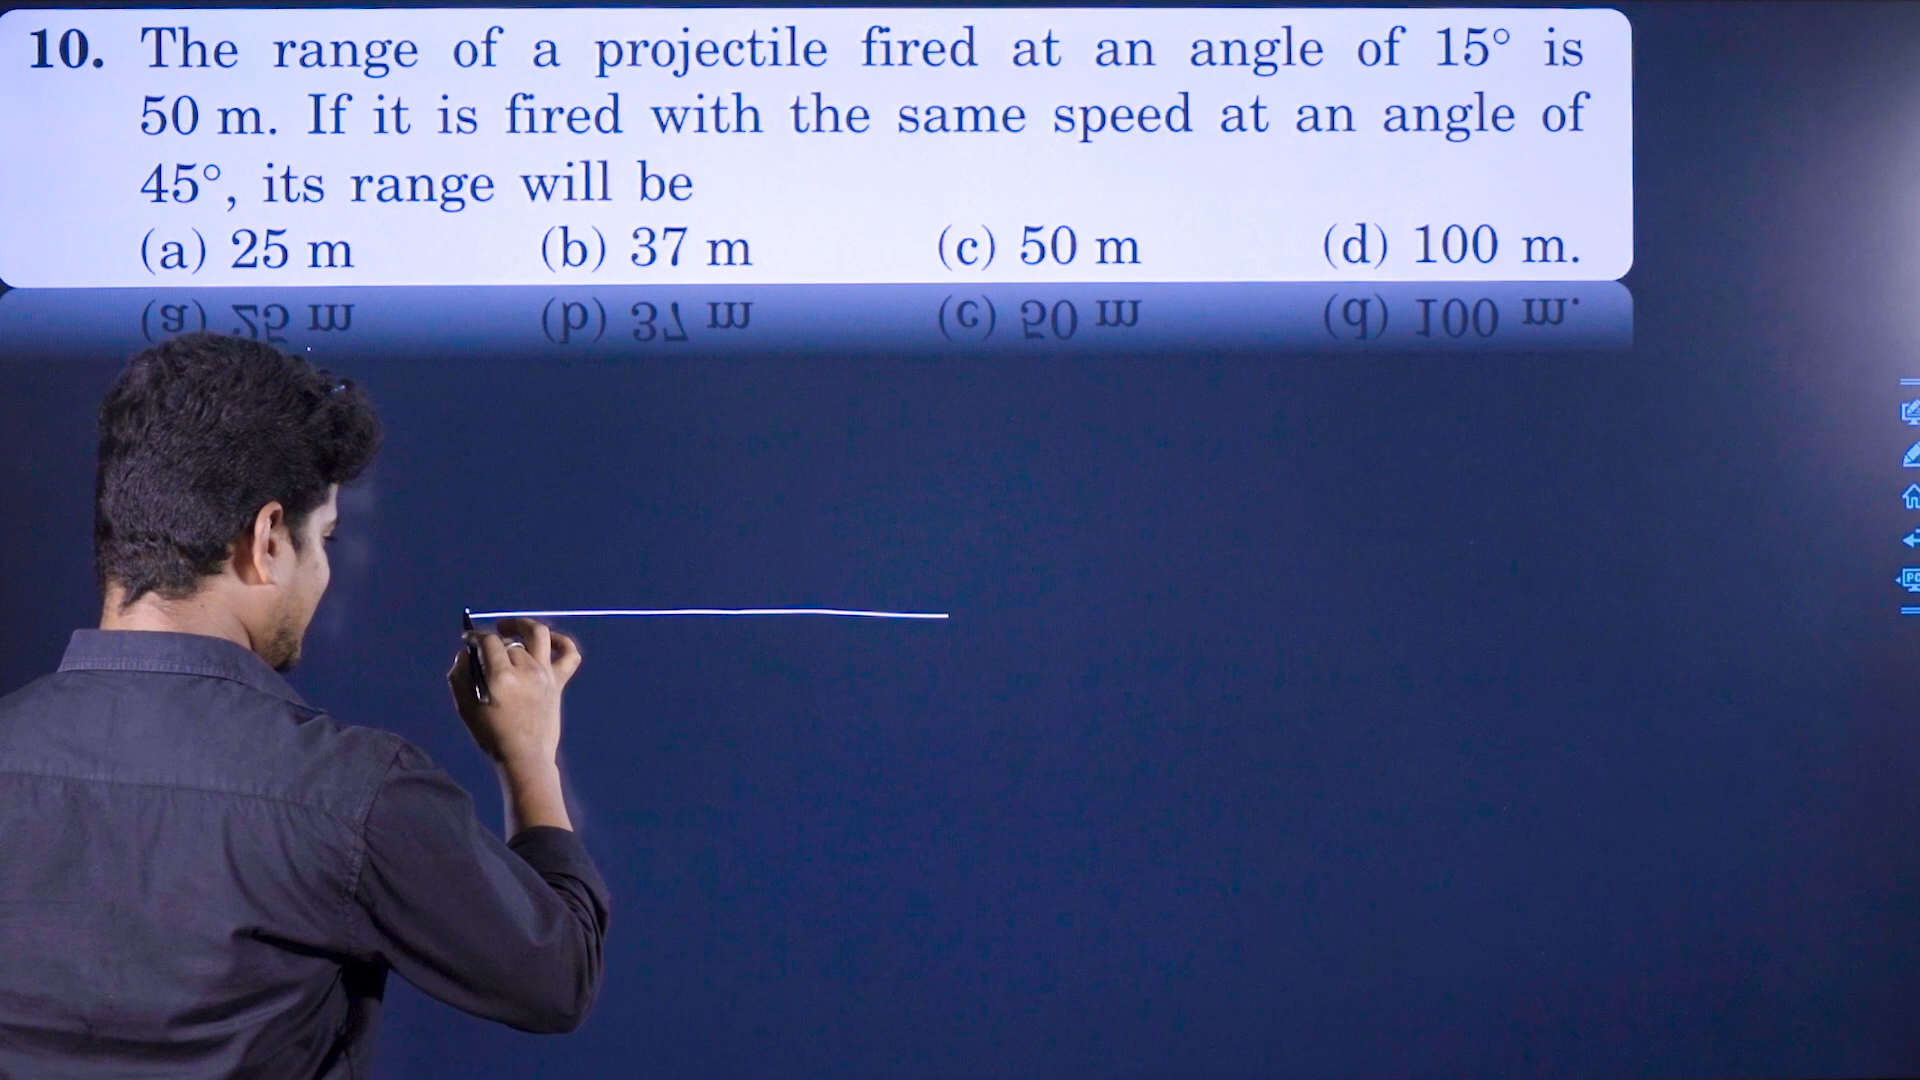 10. The range of a projectile fired at an angle of 15° is
50 m. If it is fired with the same speed at an angle of
45°, its range will be
(a) 25 m (b) 37 m (c) 50 m (d) 100 m.